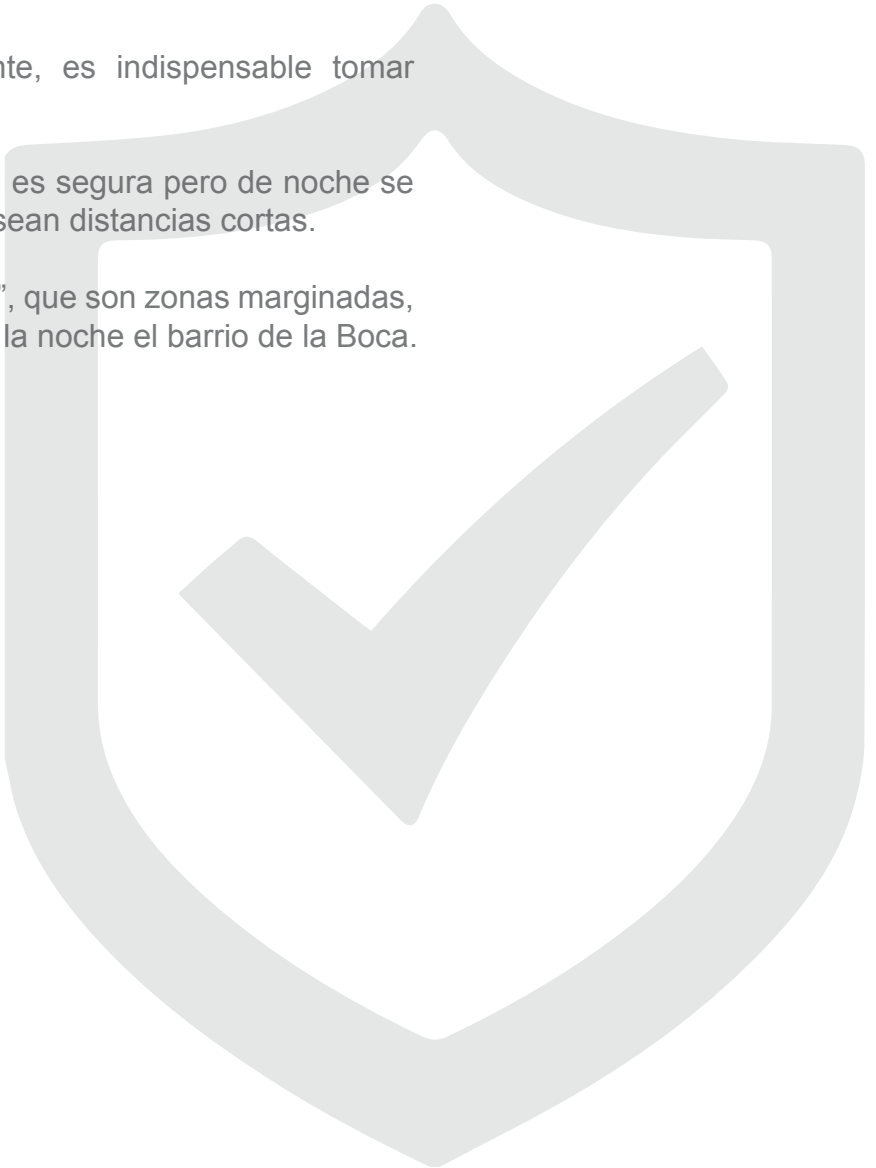 nte, es indispensable tomar
es segura pero de noche se
sean distancias cortas.
”, que son zonas marginadas,
la noche el barrio de la Boca.